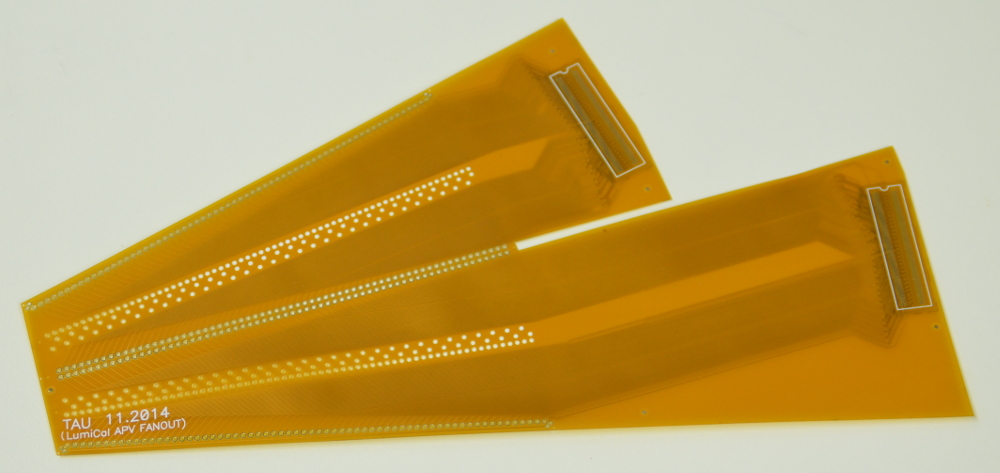 TAU 11.2014
(LumiCal APV FANOUT)